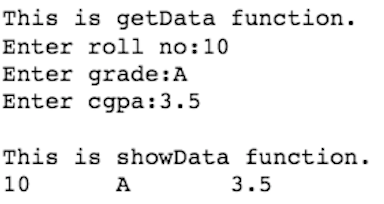 This is getData function.
Enter roll no:10
Enter grade:A
Enter cgpa:3.5
This is showData function.
10 A 3.5